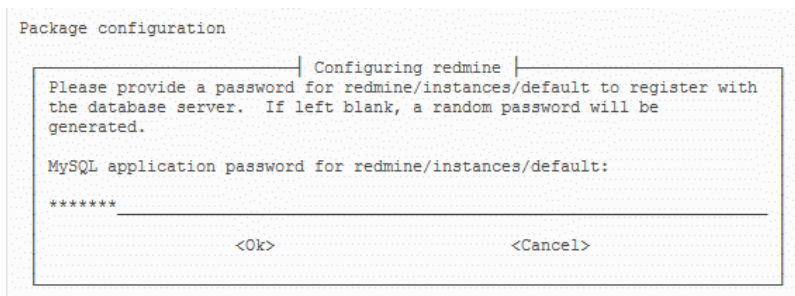 Package configuration
Configuring redmine
Please provide a password for redmine/instances/default to register with
the database server.  If left blank, a random password will be
generated.
MySQL application password for redmine/instances/default:
*******
<Ok> <Cancel>